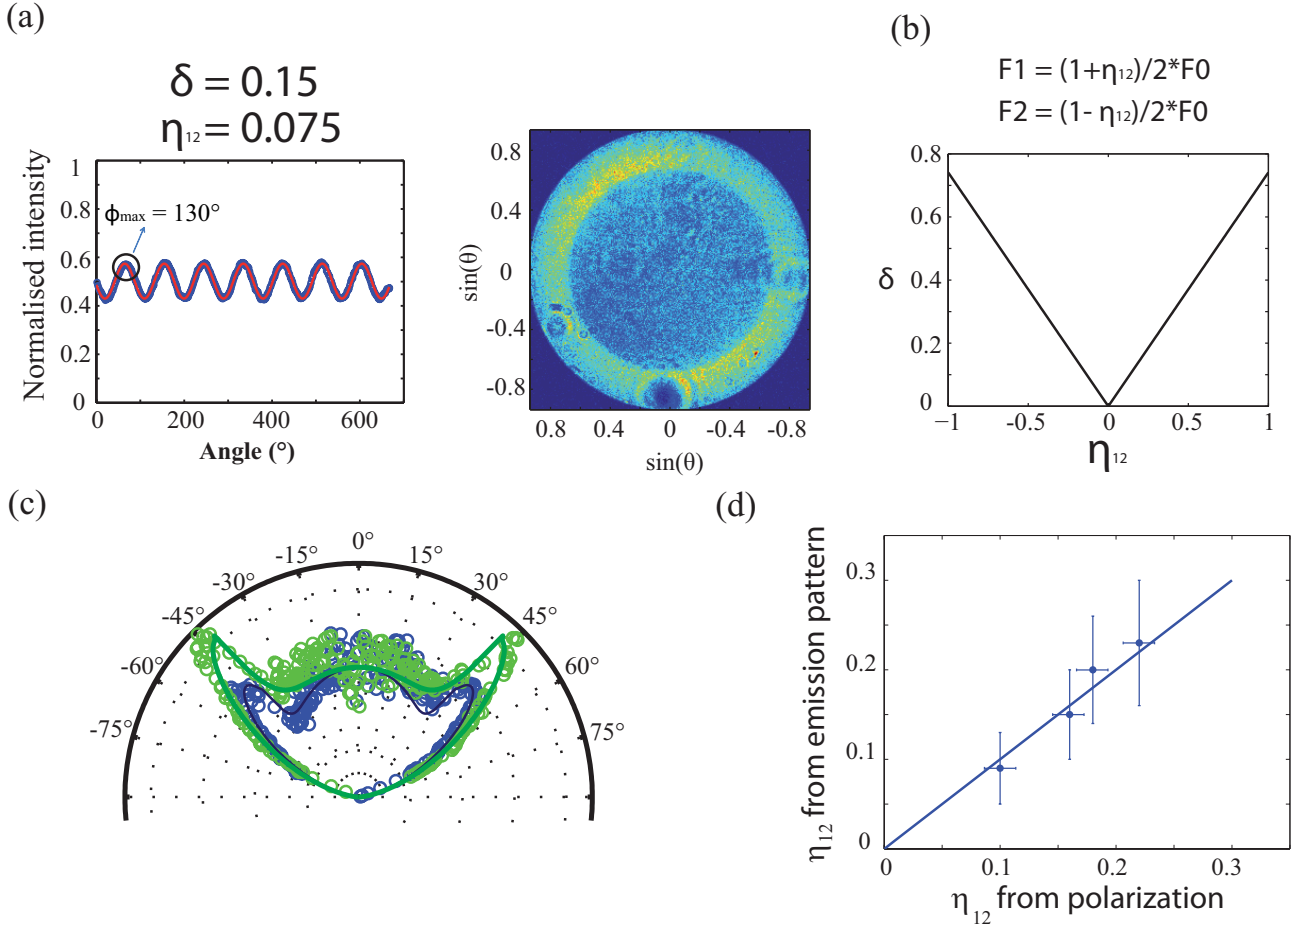 (a)
δ = 0.15
η12 = 0.075
Normalised intensity
1
0.8
0.6
0.4
0.2
0
ϕmax = 130°
0
200
400
600
Angle (°)
sin(θ)
0.8
0.4
0
-0.4
-0.8
0.8
0.4
0
-0.4
-0.8
sin(θ)
(b)
F1 = (1+η12)/2*F0
F2 = (1- η12)/2*F0
δ
0.8
0.6
0.4
0.2
0
−1
-0.5
0
0.5
1
η12
(c)
-75°
-60°
-45°
-30°
-15°
0°
15°
30°
45°
60°
75°
(d)
η12 from emission pattern
0.3
0.2
0.1
0
0
0.1
0.2
0.3
η12 from polarization